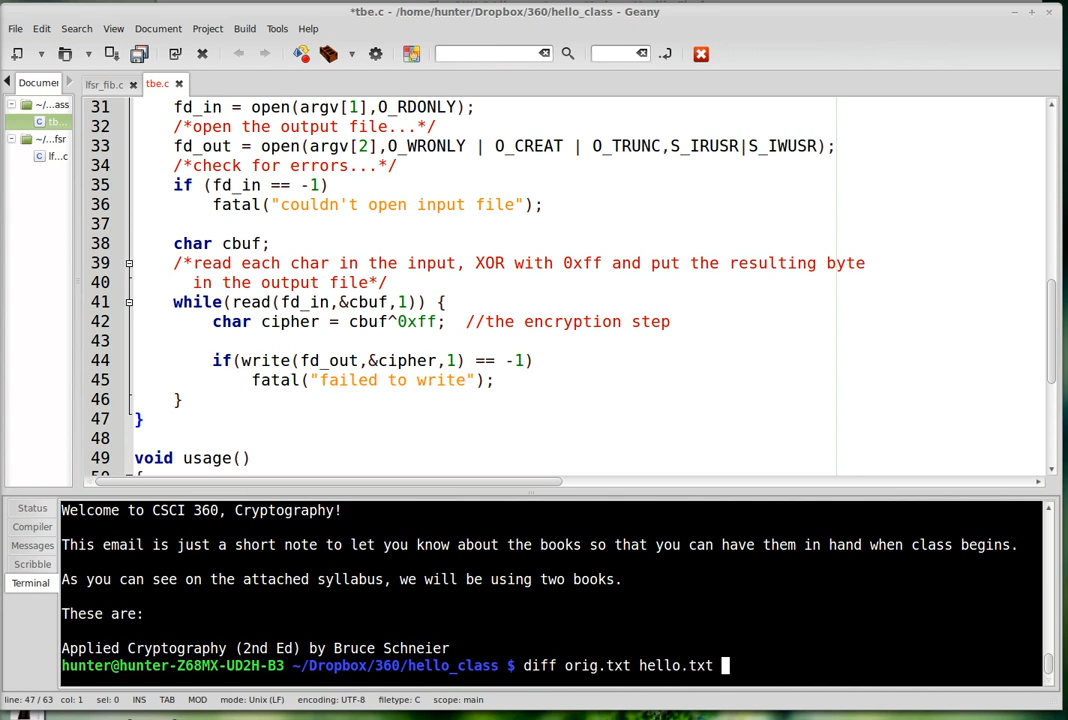 *tbe.c - /home/hunter/Dropbox/360/hello_class - Geany
File Edit Search View Document Project Build Tools Help
Documer lfsr_fib.c tbe.c
~/...ass
tb...
~/...fsr
lf...c
31 fd_in = open(argv[1],O_RDONLY);
32 /*open the output file...*/
33 fd_out = open(argv[2],O_WRONLY | O_CREAT | O_TRUNC,S_IRUSR|S_IWUSR);
34 /*check for errors...*/
35 if (fd_in == -1)
36 fatal("couldn't open input file");
37
38 char cbuf;
39 /*read each char in the input, XOR with 0xff and put the resulting byte
40 in the output file*/
41 while(read(fd_in,&cbuf,1)) {
42 char cipher = cbuf^0xff; //the encryption step
43
44 if(write(fd_out,&cipher,1) == -1)
45 fatal("failed to write");
46 }
47 }
48
49 void usage()
50 {
Status
Compiler
Messages
Scribble
Terminal
Welcome to CSCI 360, Cryptography!
This email is just a short note to let you know about the books so that you can have them in hand when class begins.
As you can see on the attached syllabus, we will be using two books.
These are:
Applied Cryptography (2nd Ed) by Bruce Schneier
hunter@hunter-Z68MX-UD2H-B3 ~/Dropbox/360/hello_class $ diff orig.txt hello.txt
line: 47 / 63 col: 1 sel: 0 INS TAB MOD mode: Unix (LF) encoding: UTF-8 filetype: C scope: main